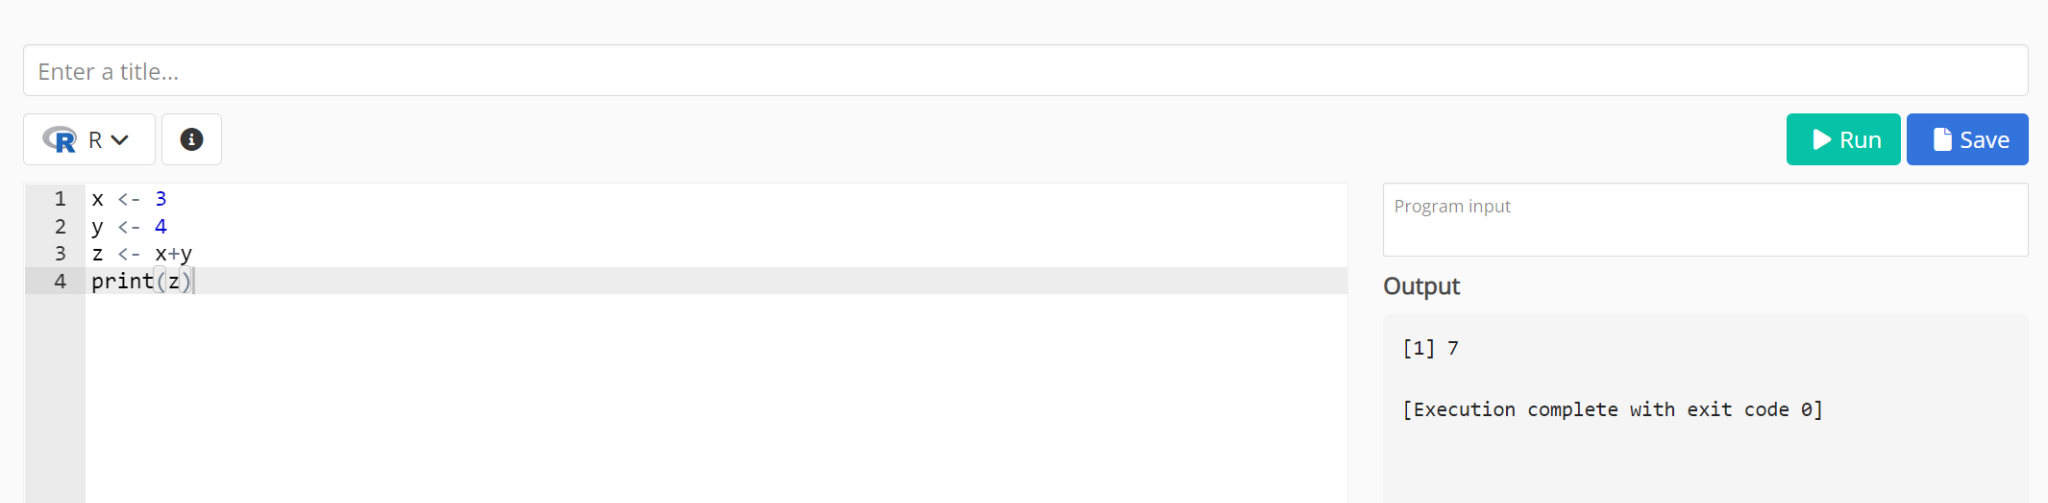 Enter a title...
R R
Run Save
1 x <- 3
2 y <- 4
3 z <- x+y
4 print(z)
Program input
Output
[1] 7
[Execution complete with exit code 0]